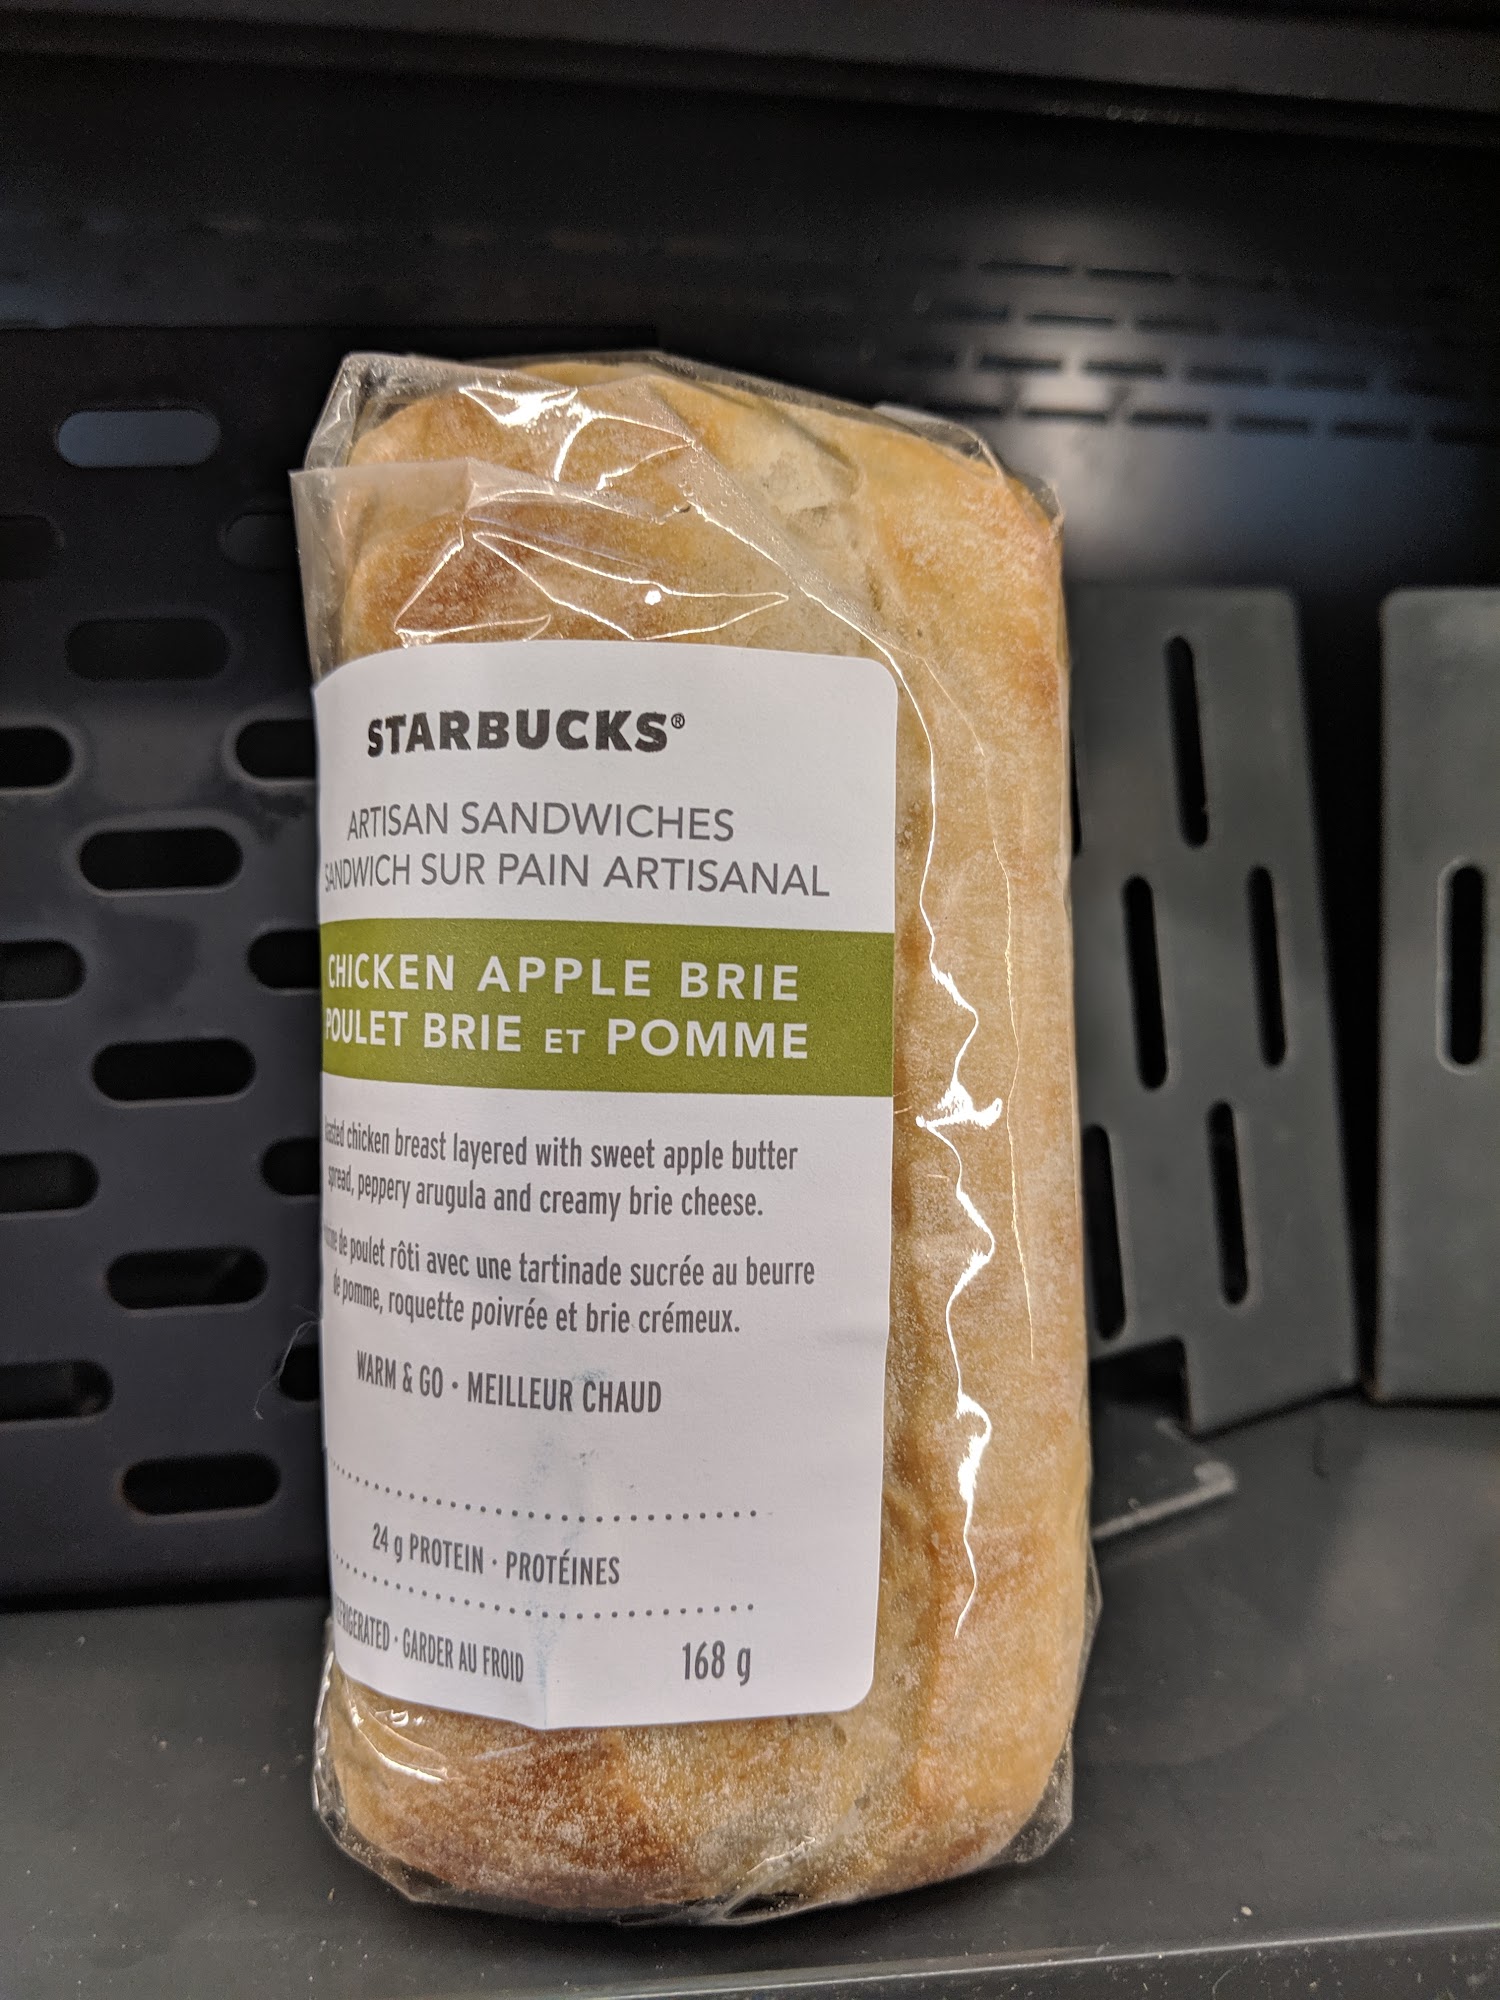 STARBUCKS®
ARTISAN SANDWICHES
SANDWICH SUR PAIN ARTISANAL
CHICKEN APPLE BRIE
POULET BRIE ET POMME
chicken breast layered with sweet apple butter
spread, peppery arugula and creamy brie cheese.
de poulet rôti avec une tartinade sucrée au beurre
de pomme, roquette poivrée et brie crémeux.
WARM & GO · MEILLEUR CHAUD
24 g PROTEIN · PROTÉINES
· GARDER AU FROID
168 g